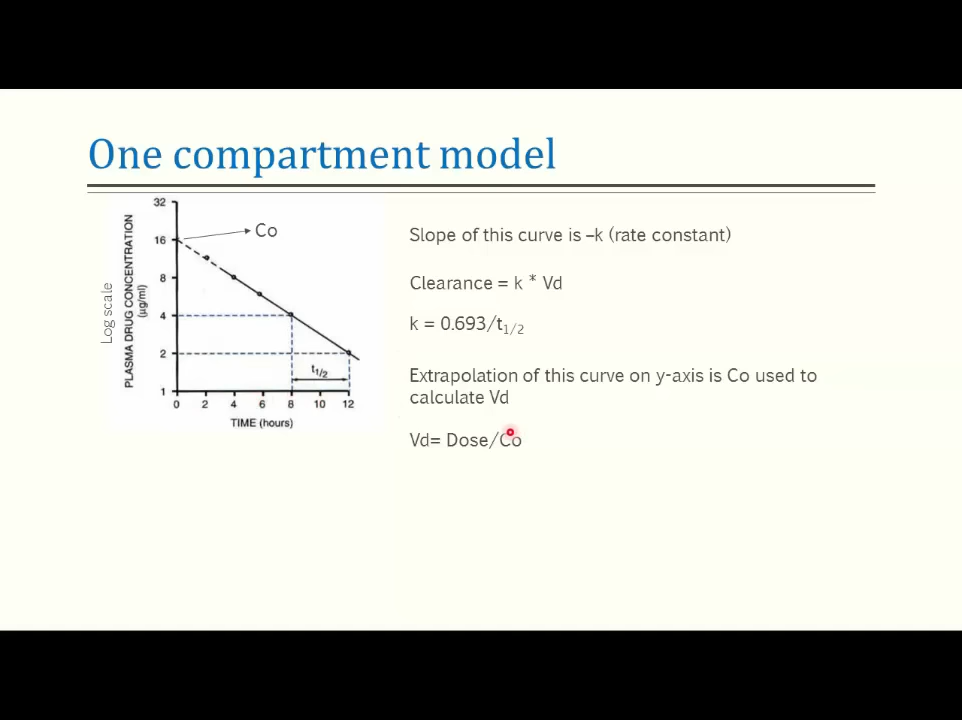 One compartment model
32
16
8
4
2
1
Co
Log scale
PLASMA DRUG CONCENTRATION
(μg/ml)
t1/2
0 2 4 6 8 10 12
TIME (hours)
Slope of this curve is –k (rate constant)
Clearance = k * Vd
k = 0.693/t1/2
Extrapolation of this curve on y-axis is Co used to
calculate Vd
Vd= Dose/Co